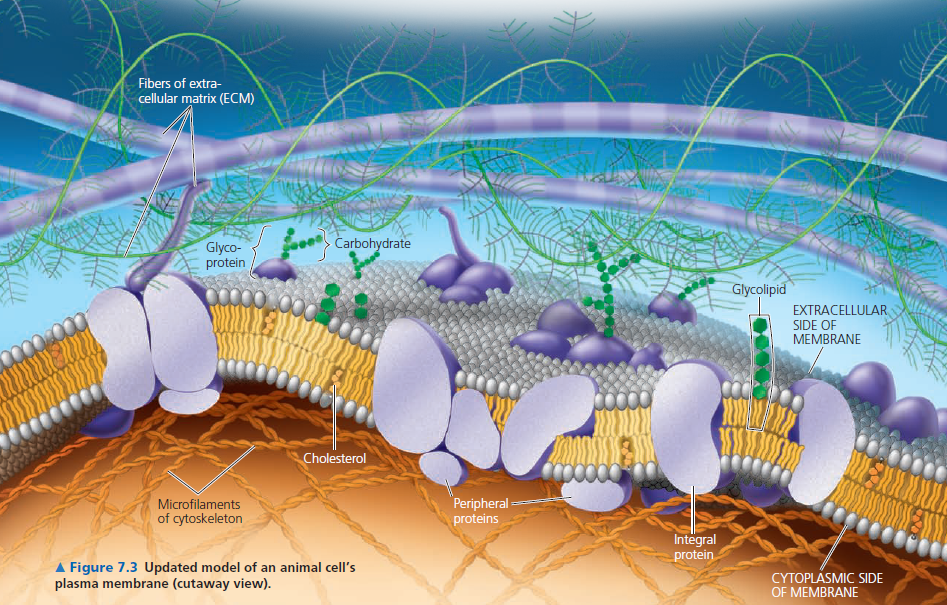 Fibers of extra-
cellular matrix (ECM)
Glyco-
protein
Carbohydrate
Glycolipid
EXTRACELLULAR
SIDE OF
MEMBRANE
Cholesterol
Microfilaments
of cytoskeleton
Peripheral
proteins
Integral
protein
CYTOPLASMIC SIDE
OF MEMBRANE
▲ Figure 7.3 Updated model of an animal cell's
plasma membrane (cutaway view).